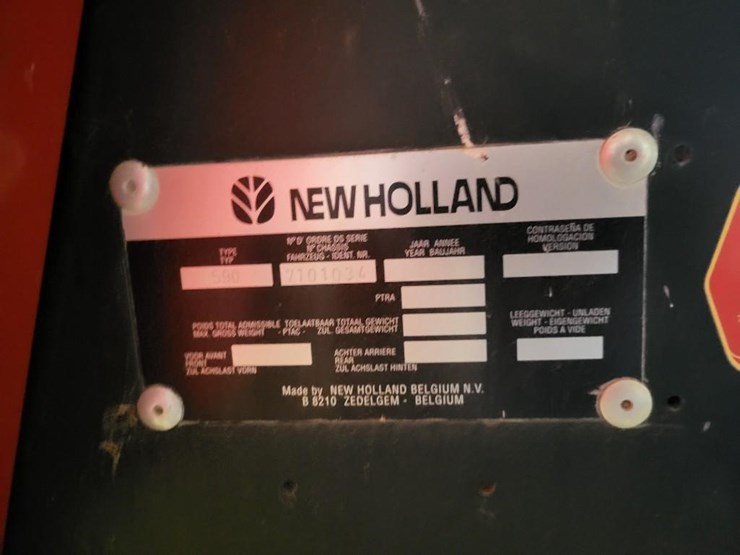 NEW HOLLAND
TYPE
TYP
590
N° D' ORDRE DS SERIE
N° CHASSIS
FAHRZEUG - IDENT. NR.
7101034
JAAR ANNEE
YEAR BAUJAHR
CONTRASEÑA DE
HOMOLOGACION
VERSION
PTRA
POIDS TOTAL ADMISSIBLE TOELAATBAAR TOTAAL GEWICHT
MAX. GROSS WEIGHT - PTAC - ZUL. GESAMTGEWICHT
LEEGGEWICHT - UNLADEN
WEIGHT - EIGENGEWICHT
POIDS A VIDE
VOOR AVANT
FRONT
ZUL ACHSLAST VORN
ACHTER ARRIERE
REAR
ZUL ACHSLAST HINTEN
Made by NEW HOLLAND BELGIUM N.V.
B 8210 ZEDELGEM - BELGIUM